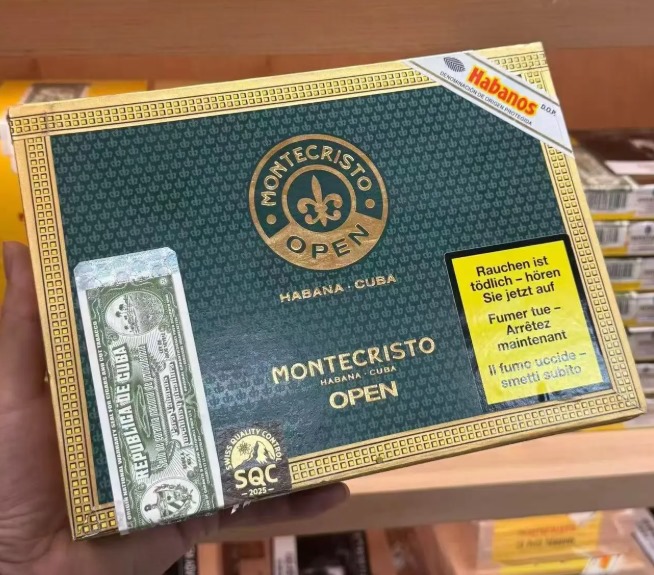 Habanos
DENOMINACIÓN DE ORIGEN PROTEGIDA
D.O.P.
MONTECRISTO
OPEN
HABANA · CUBA
MONTECRISTO
HABANA · CUBA
OPEN
Rauchen ist
tödlich – hören
Sie jetzt auf
Fumer tue –
Arrêtez
maintenant
Il fumo uccide –
smetti subito
REPUBLICA DE CUBA
SWISS QUALITY CONTROL
SQC
– 2025 –